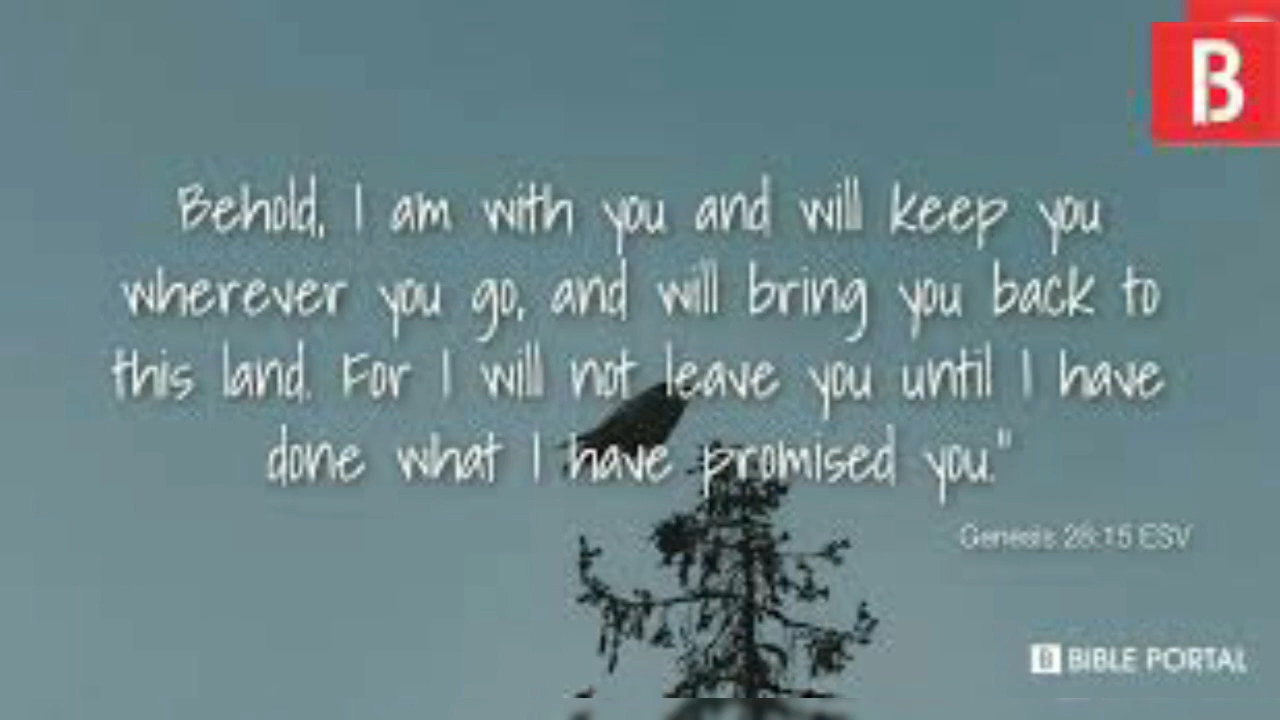 B
Behold, I am with you and will keep you
wherever you go, and will bring you back to
this land. For I will not leave you until I have
done what I have promised you."
Genesis 28:15 ESV
B BIBLE PORTAL